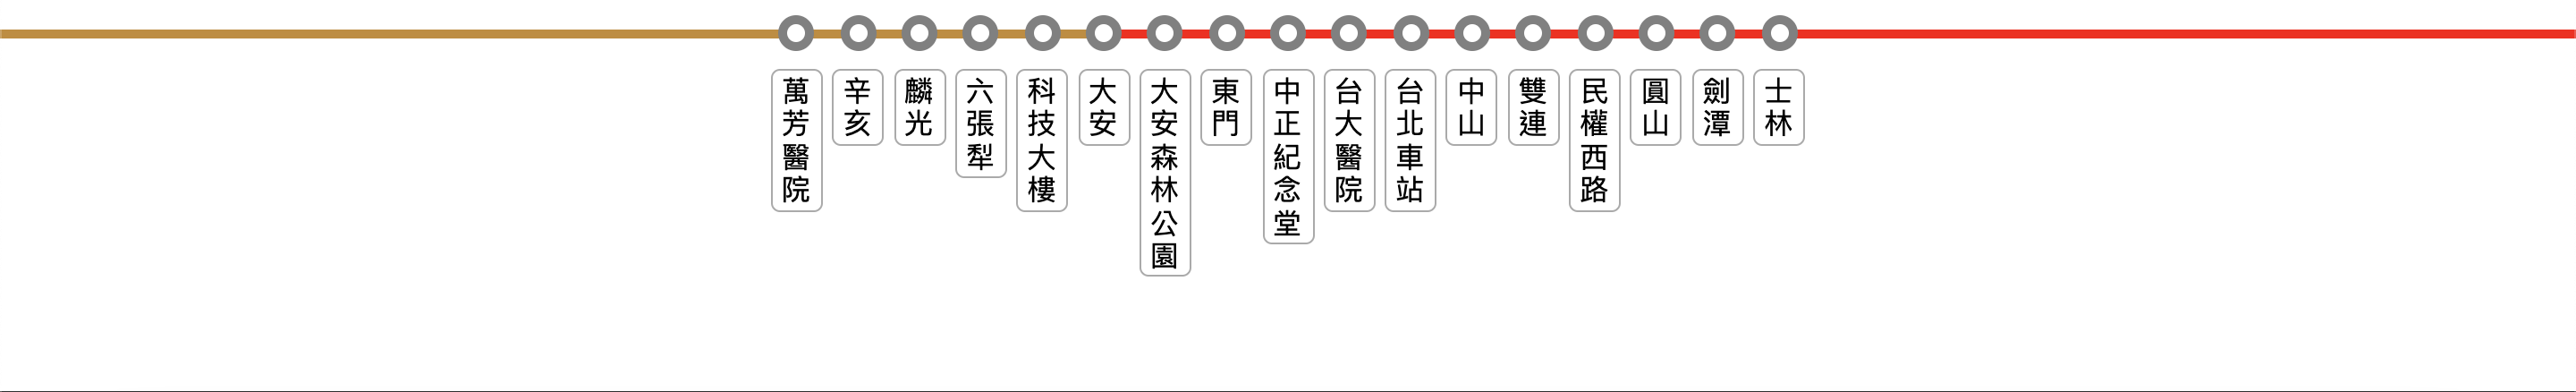 萬芳醫院
辛亥
麟光
六張犁
科技大樓
大安
大安森林公園
東門
中正紀念堂
台大醫院
台北車站
中山
雙連
民權西路
圓山
劍潭
士林